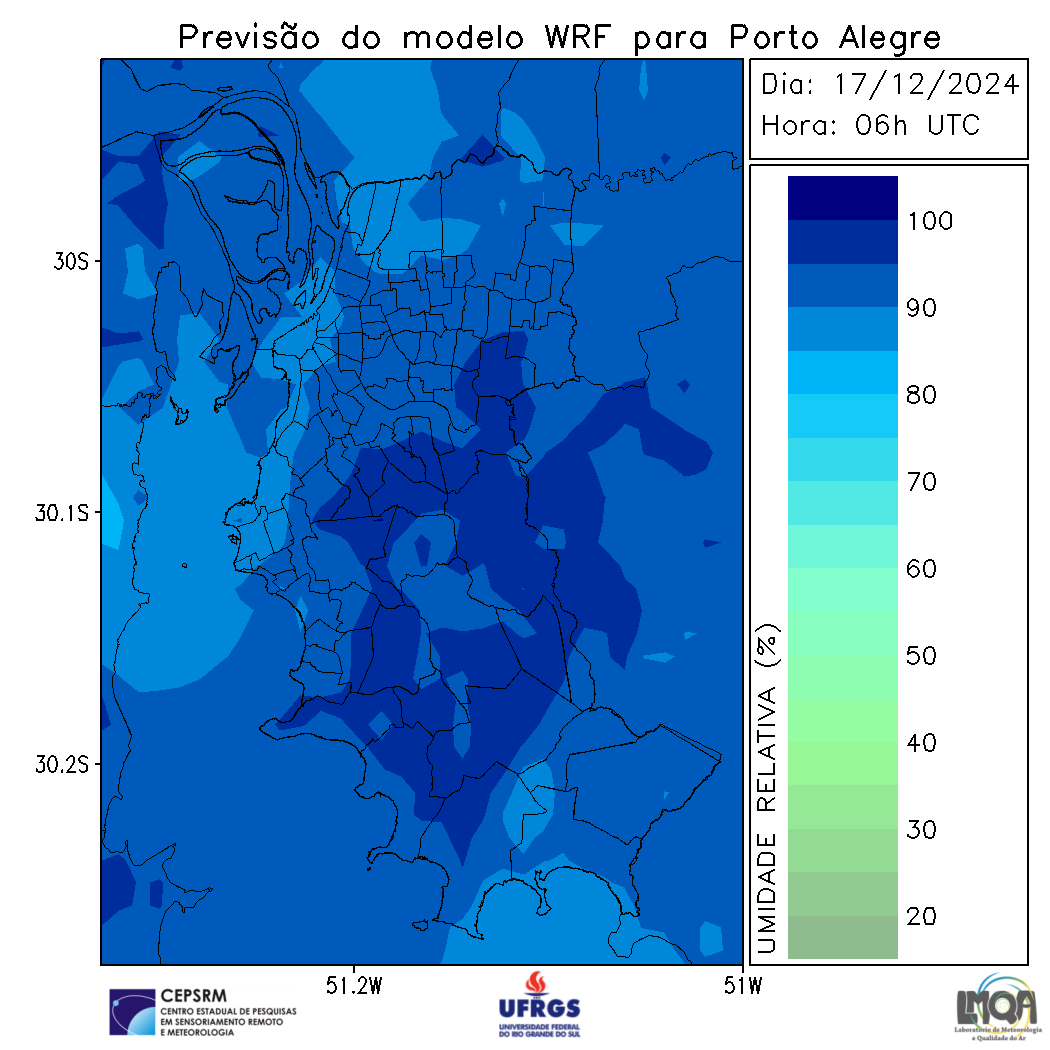 Previsão do modelo WRF para Porto Alegre
Dia: 17/12/2024
Hora: 06h UTC
30S
30.1S
30.2S
51.2W
51W
UMIDADE RELATIVA (%)
100
90
80
70
60
50
40
30
20
CEPSRM
CENTRO ESTADUAL DE PESQUISAS
EM SENSORIAMENTO REMOTO
E METEOROLOGIA
UFRGS
UNIVERSIDADE FEDERAL
DO RIO GRANDE DO SUL
LMQA
Laboratório de Meteorologia
e Qualidade do Ar